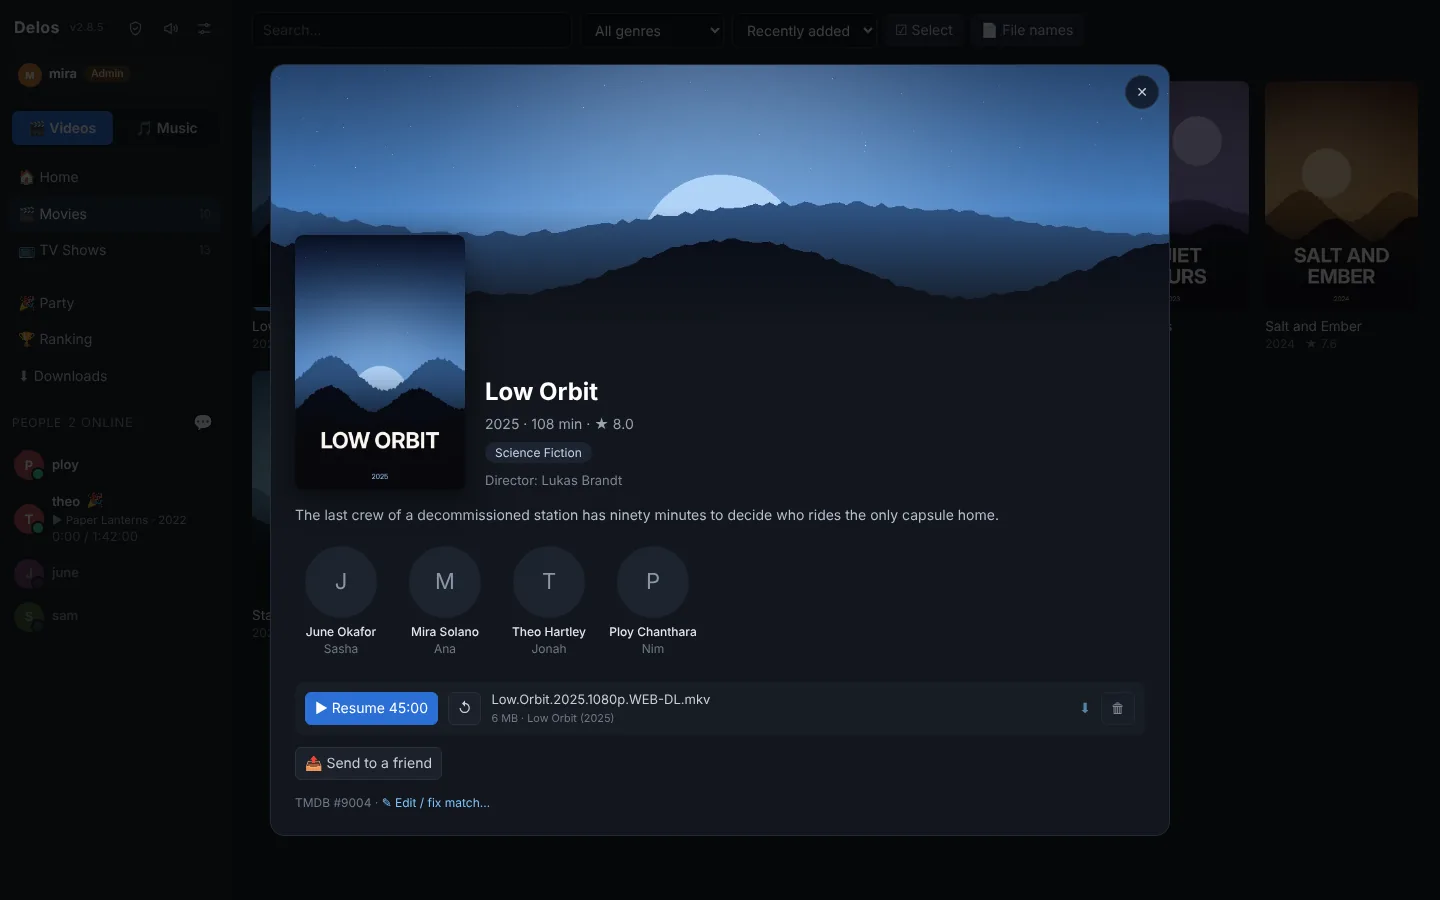 Delos v2.8.5
Search...
All genres
Recently added
☑ Select
File names
M mira Admin
Videos
Music
Home
Movies 16
TV Shows 13
Party
Ranking
⬇ Downloads
PEOPLE 2 ONLINE
P ploy
T theo
▶ Paper Lanterns · 2022
0:00 / 1:42:00
J june
S sam
SALT AND
EMBER
2024
Salt and Ember
2024 ★ 7.6
✕
LOW ORBIT
2025
Low Orbit
2025 · 108 min · ★ 8.0
Science Fiction
Director: Lukas Brandt
The last crew of a decommissioned station has ninety minutes to decide who rides the only capsule home.
J M T P
June Okafor Mira Solano Theo Hartley Ploy Chanthara
Sasha Ana Jonah Nim
▶ Resume 45:00
Low.Orbit.2025.1080p.WEB-DL.mkv
6 MB · Low Orbit (2025)
Send to a friend
TMDB #9004 · ✎ Edit / fix match...